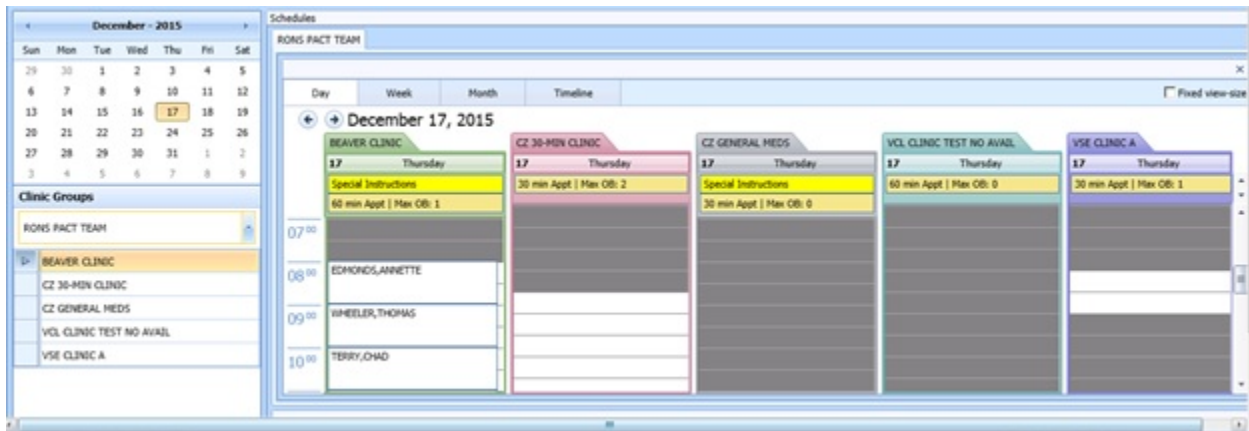 December - 2015
Sun Mon Tue Wed Thu Fri Sat
29 30 1 2 3 4 5
6 7 8 9 10 11 12
13 14 15 16 17 18 19
20 21 22 23 24 25 26
27 28 29 30 31 1 2
3 4 5 6 7 8 9
Clinic Groups
RONS PACT TEAM
BEAVER CLINIC
CZ 30-MIN CLINIC
CZ GENERAL MEDS
VCL CLINIC TEST NO AVAIL
VSE CLINIC A
Schedules
RONS PACT TEAM
Day Week Month Timeline
Fixed view-size
December 17, 2015
BEAVER CLINIC CZ 30-MIN CLINIC CZ GENERAL MEDS VCL CLINIC TEST NO AVAIL VSE CLINIC A
17 Thursday 17 Thursday 17 Thursday 17 Thursday 17 Thursday
Special Instructions 30 min Appt | Max OB: 2 Special Instructions 60 min Appt | Max OB: 0 30 min Appt | Max OB: 1
60 min Appt | Max OB: 1 30 min Appt | Max OB: 0
07 00
08 00 EDMONDS,ANNETTE
09 00 WHEELER,THOMAS
10 00 TERRY,CHAD